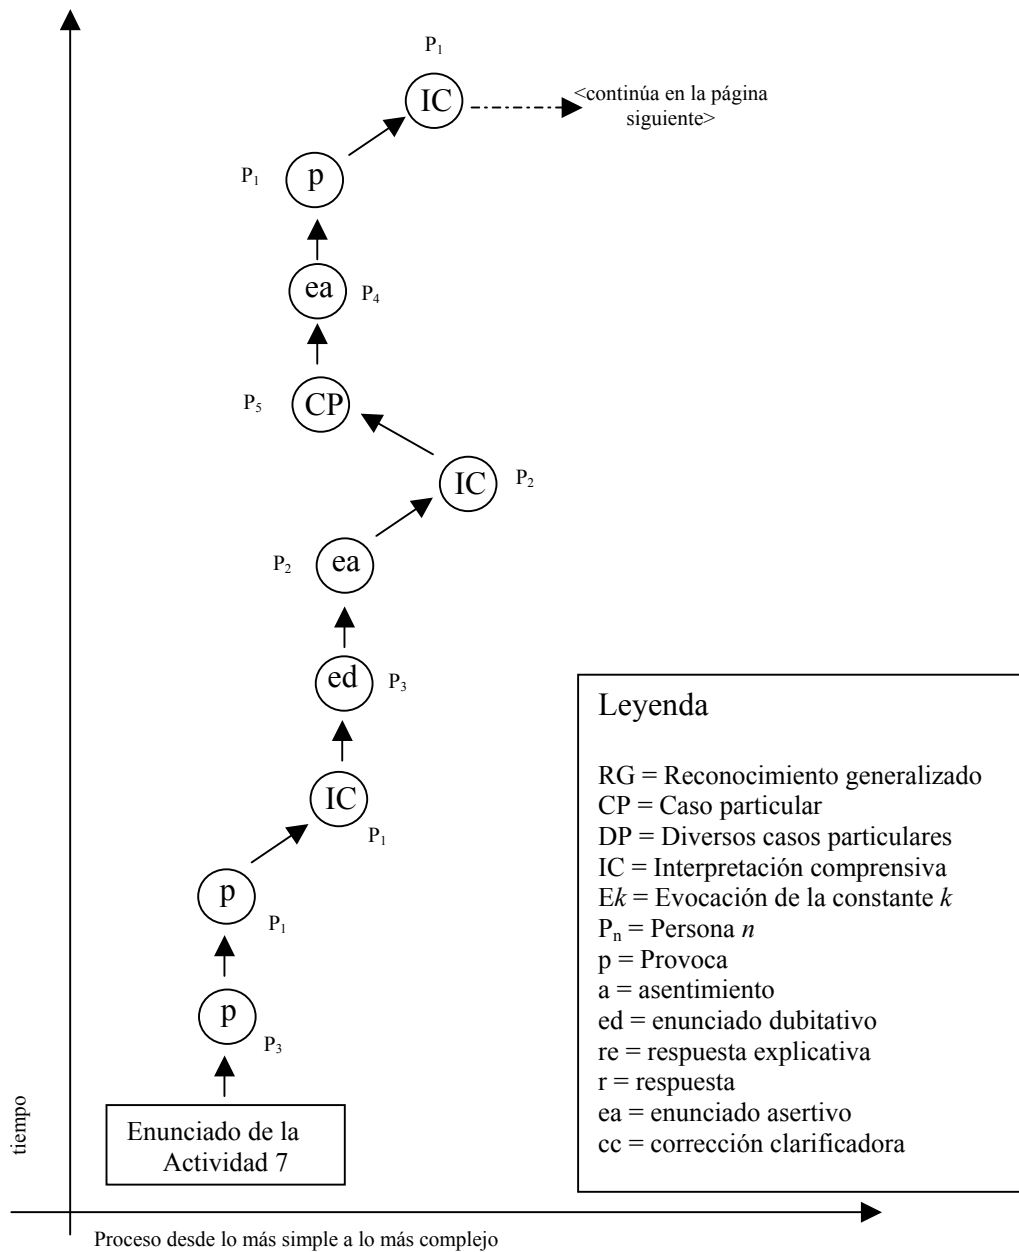 P1
IC
<continúa en la página
siguiente>
P1
p
ea
P4
P5
CP
IC
P2
P2
ea
ed
P3
IC
P1
p
P1
p
P3
Enunciado de la
Actividad 7
tiempo
Proceso desde lo más simple a lo más complejo
Leyenda
RG = Reconocimiento generalizado
CP = Caso particular
DP = Diversos casos particulares
IC = Interpretación comprensiva
Ek = Evocación de la constante k
Pn = Persona n
p = Provoca
a = asentimiento
ed = enunciado dubitativo
re = respuesta explicativa
r = respuesta
ea = enunciado asertivo
cc = corrección clarificadora